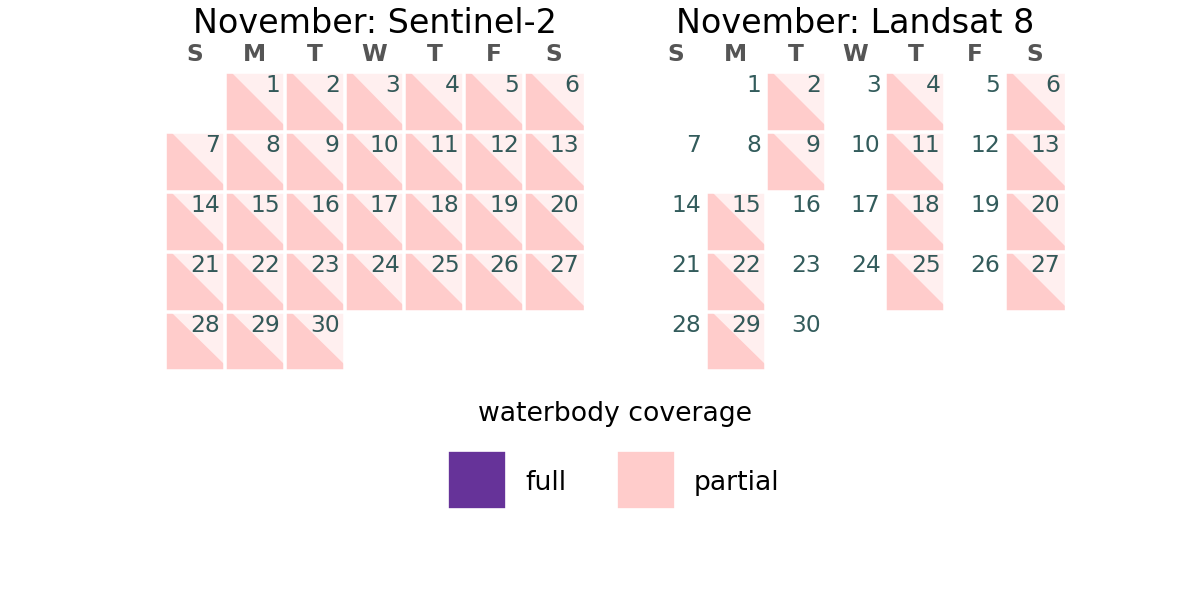 November: Sentinel-2
S M T W T F S
1 2 3 4 5 6
7 8 9 10 11 12 13
14 15 16 17 18 19 20
21 22 23 24 25 26 27
28 29 30
November: Landsat 8
S M T W T F S
1 2 3 4 5 6
7 8 9 10 11 12 13
14 15 16 17 18 19 20
21 22 23 24 25 26 27
28 29 30
waterbody coverage
full
partial